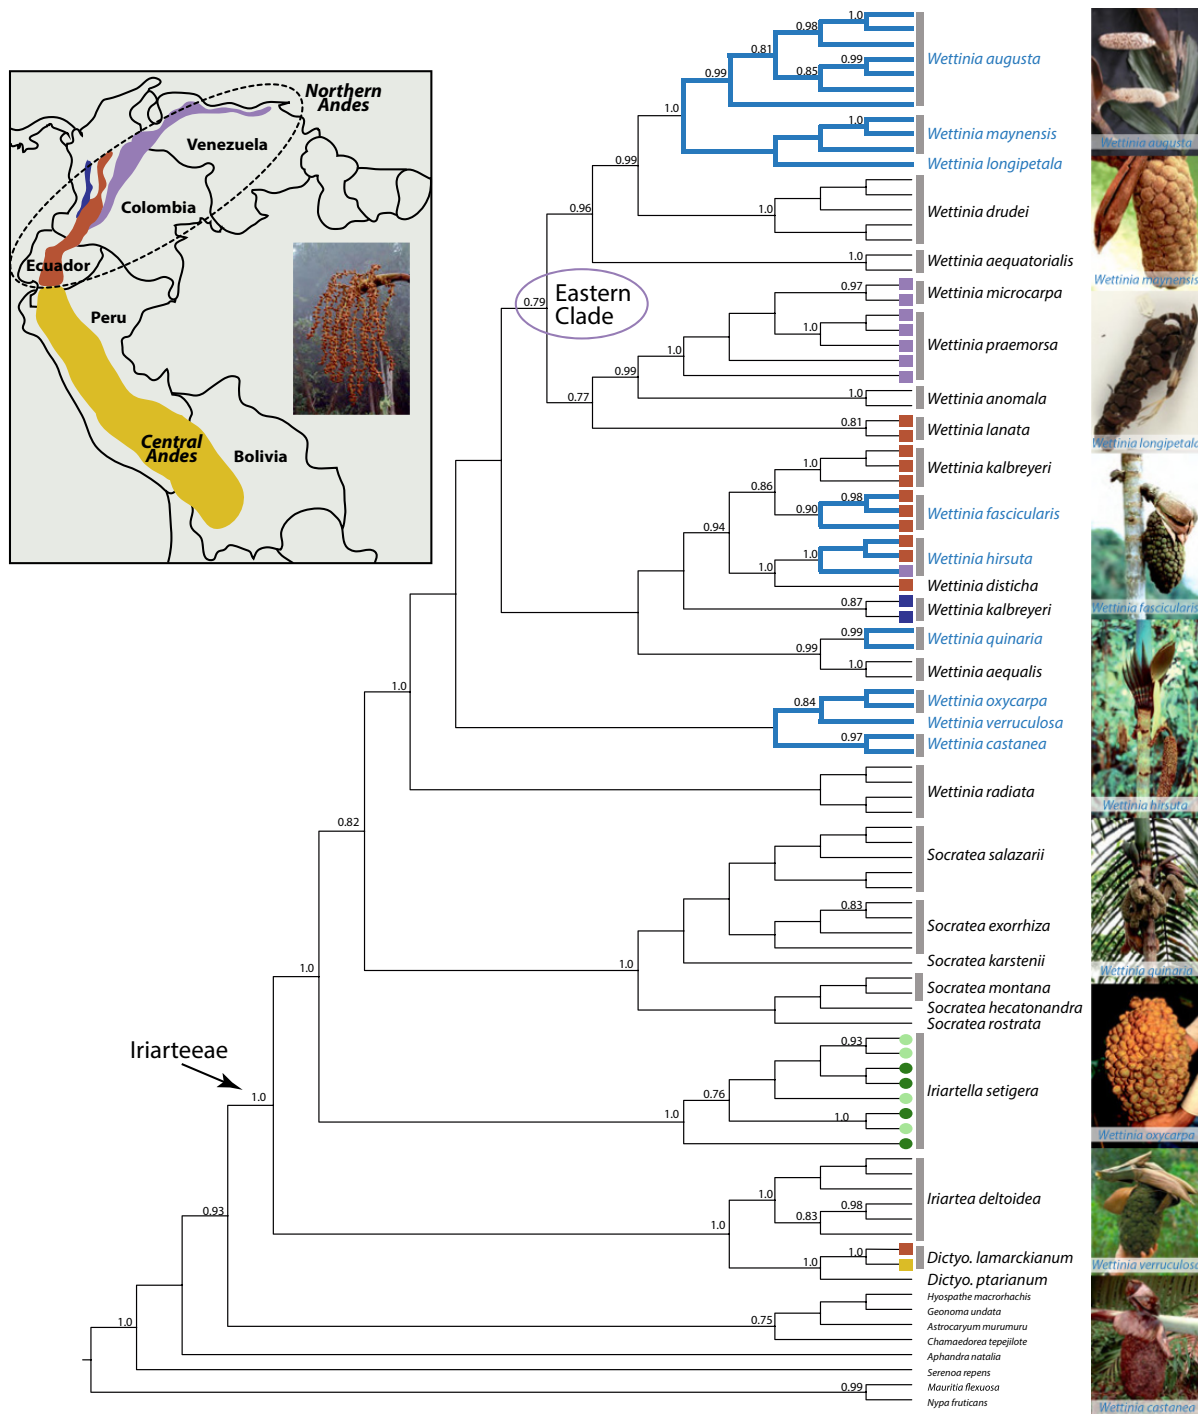 Northern
Andes
Venezuela
Colombia
Ecuador
Peru
Central
Andes
Bolivia
Eastern
Clade
Iriarteeae
1.0
0.98
0.81
0.99
0.85
0.99
1.0
1.0
0.99
1.0
0.96
1.0
0.79
0.97
1.0
1.0
0.99
1.0
0.77
0.81
1.0
0.86
0.98
0.90
0.94
1.0
1.0
0.87
0.99
0.99
1.0
0.84
0.97
1.0
0.82
0.83
1.0
1.0
0.93
0.76
1.0
1.0
1.0
1.0
0.98
0.83
1.0
1.0
1.0
0.93
0.75
1.0
0.99
Wettinia augusta
Wettinia maynensis
Wettinia longipetala
Wettinia drudei
Wettinia aequatorialis
Wettinia microcarpa
Wettinia praemorsa
Wettinia anomala
Wettinia lanata
Wettinia kalbreyeri
Wettinia fascicularis
Wettinia hirsuta
Wettinia disticha
Wettinia kalbreyeri
Wettinia quinaria
Wettinia aequalis
Wettinia oxycarpa
Wettinia verruculosa
Wettinia castanea
Wettinia radiata
Socratea salazarii
Socratea exorrhiza
Socratea karstenii
Socratea montana
Socratea hecatonandra
Socratea rostrata
Iriartella setigera
Iriartea deltoidea
Dictyo. lamarckianum
Dictyo. ptarianum
Hyospathe macrorhachis
Geonoma undata
Astrocaryum murumuru
Chamaedorea tepejilote
Aphandra natalia
Serenoa repens
Mauritia flexuosa
Nypa fruticans
Wettinia augusta
Wettinia maynensis
Wettinia longipetala
Wettinia fascicularis
Wettinia hirsuta
Wettinia quinaria
Wettinia oxycarpa
Wettinia verruculosa
Wettinia castanea